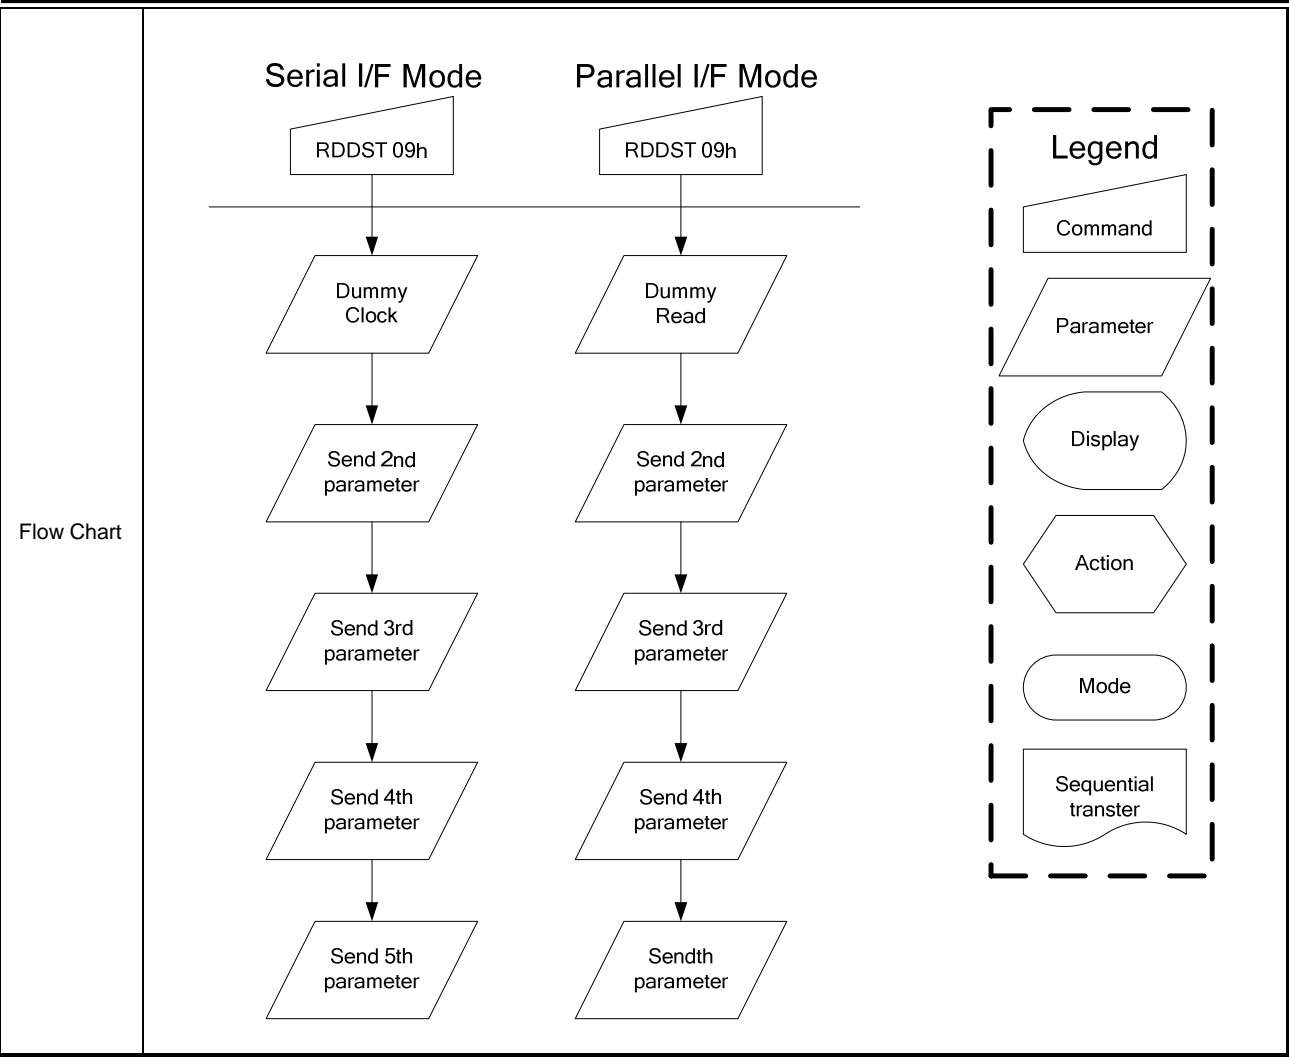 Flow Chart
Serial I/F Mode
RDDST 09h
Dummy
Clock
Send 2nd
parameter
Send 3rd
parameter
Send 4th
parameter
Send 5th
parameter
Parallel I/F Mode
RDDST 09h
Dummy
Read
Send 2nd
parameter
Send 3rd
parameter
Send 4th
parameter
Sendth
parameter
Legend
Command
Parameter
Display
Action
Mode
Sequential
transter